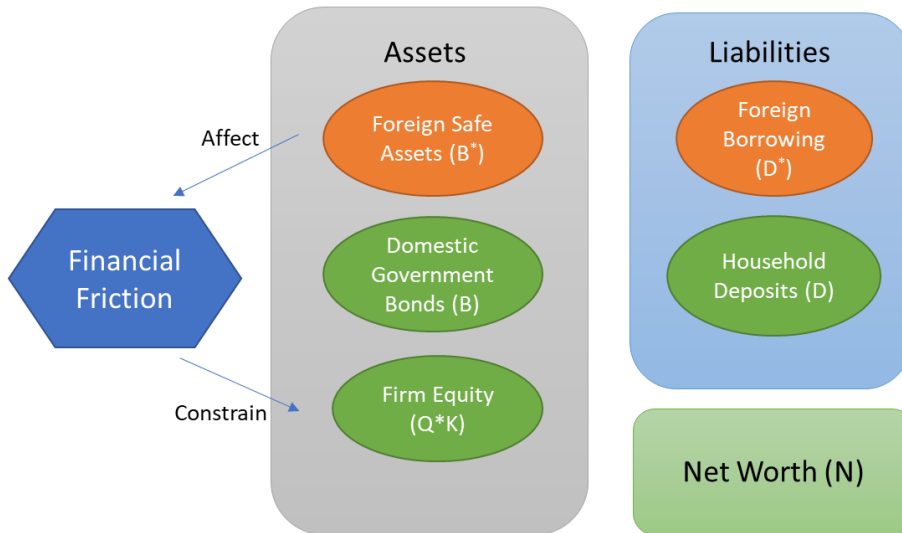 Assets
Liabilities
Affect
Foreign Safe
Assets (B*)
Foreign
Borrowing
(D*)
Financial
Friction
Domestic
Government
Bonds (B)
Household
Deposits (D)
Constrain
Firm Equity
(Q*K)
Net Worth (N)